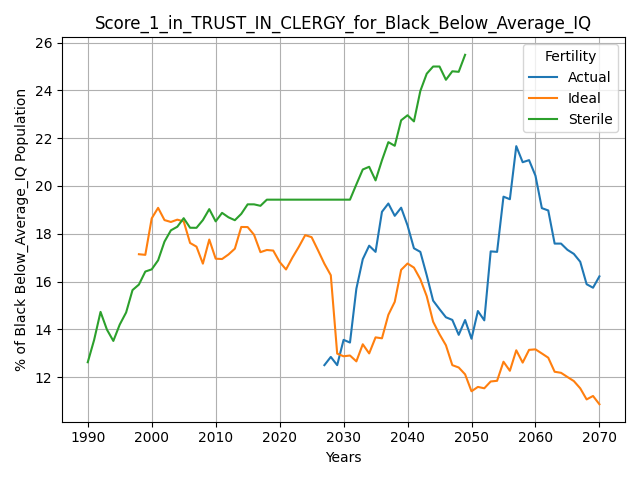 Score_1_in_TRUST_IN_CLERGY_for_Black_Below_Average_IQ
% of Black Below_Average_IQ Population
26
24
22
20
18
16
14
12
Fertility
Actual
Ideal
Sterile
1990 2000 2010 2020 2030 2040 2050 2060 2070
Years